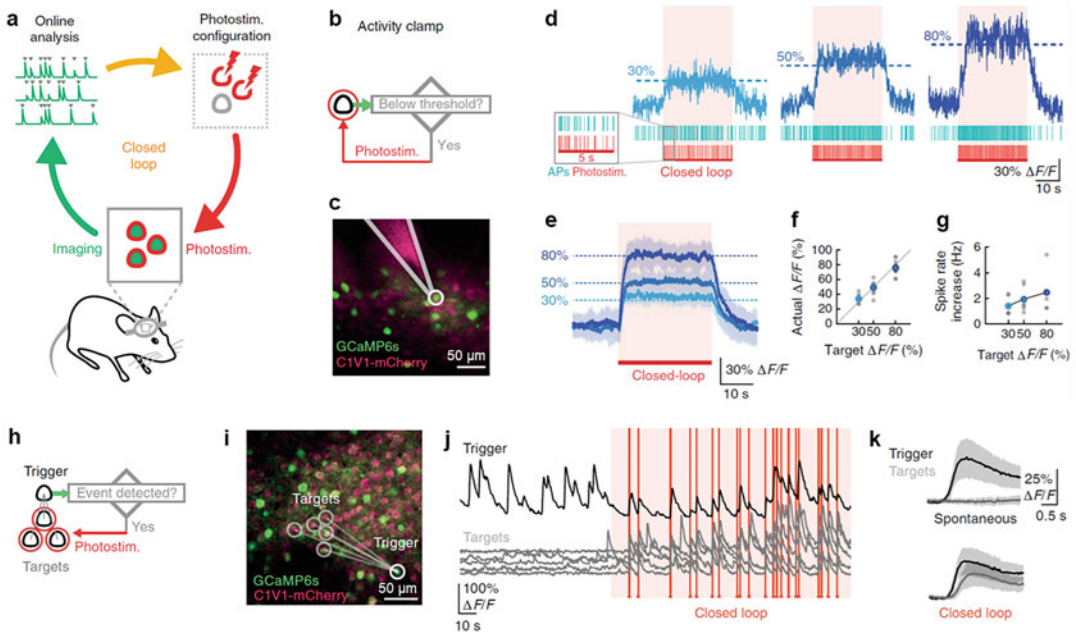 a
Online
analysis
Photostim.
configuration
Closed
loop
Imaging
Photostim.
b
Activity clamp
Below threshold?
Yes
Photostim.
c
GCaMP6s
C1V1-mCherry
50 μm
d
30%
50%
80%
5 s
APs Photostim.
Closed loop
30% ΔF/F
10 s
e
80%
50%
30%
Closed-loop
30% ΔF/F
10 s
f
Actual ΔF/F (%)
100
80
60
40
20
0
30 50 80
Target ΔF/F (%)
g
Spike rate
increase (Hz)
6
4
2
0
30 50 80
Target ΔF/F (%)
h
Trigger
Event detected?
Yes
Photostim.
Targets
i
Targets
Trigger
GCaMP6s
C1V1-mCherry
50 μm
j
Trigger
Targets
100%
ΔF/F
10 s
Closed loop
k
Trigger
Targets
25%
ΔF/F
0.5 s
Spontaneous
Closed loop